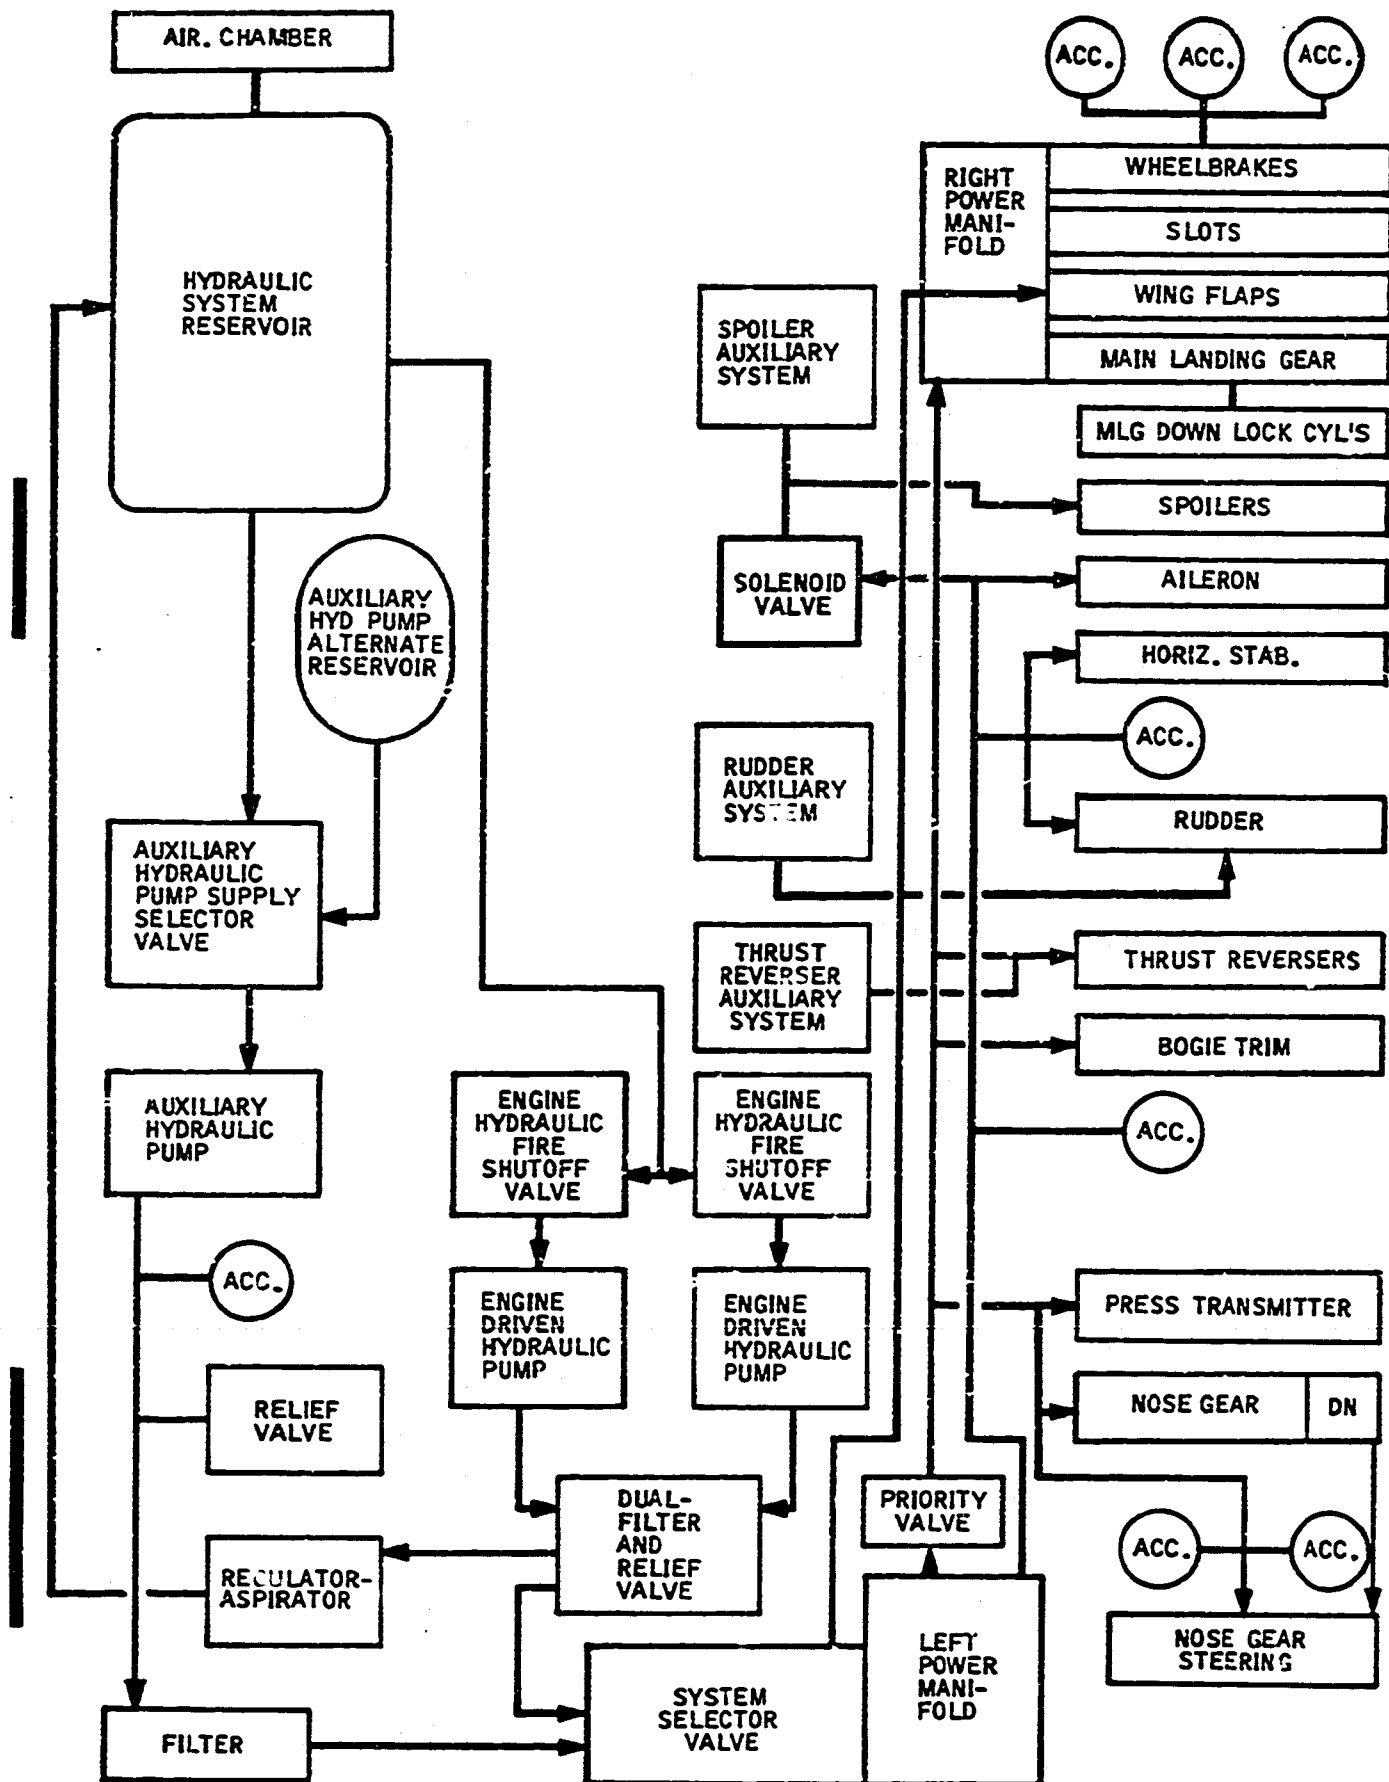 AIR. CHAMBER
HYDRAULIC
SYSTEM
RESERVOIR
AUXILIARY
HYD PUMP
ALTERNATE
RESERVOIR
AUXILIARY
HYDRAULIC
PUMP SUPPLY
SELECTOR
VALVE
AUXILIARY
HYDRAULIC
PUMP
ACC.
RELIEF
VALVE
RECULATOR-
ASPIRATOR
FILTER
ENGINE
HYDRAULIC
FIRE
SHUTOFF
VALVE
ENGINE
HYDRAULIC
FIRE
SHUTOFF
VALVE
ENGINE
DRIVEN
HYDRAULIC
PUMP
ENGINE
DRIVEN
HYDRAULIC
PUMP
DUAL-
FILTER
AND
RELIEF
VALVE
SYSTEM
SELECTOR
VALVE
LEFT
POWER
MANI-
FOLD
PRIORITY
VALVE
SPOILER
AUXILIARY
SYSTEM
SOLENOID
VALVE
RUDDER
AUXILIARY
SYSTEM
THRUST
REVERSER
AUXILIARY
SYSTEM
ACC.
ACC.
ACC.
RIGHT
POWER
MANI-
FOLD
WHEELBRAKES
SLOTS
WING FLAPS
MAIN LANDING GEAR
MLG DOWN LOCK CYL'S
SPOILERS
AILERON
HORIZ. STAB.
ACC.
RUDDER
THRUST REVERSERS
BOGIE TRIM
ACC.
PRESS TRANSMITTER
NOSE GEAR
DN
ACC.
ACC.
NOSE GEAR
STEERING